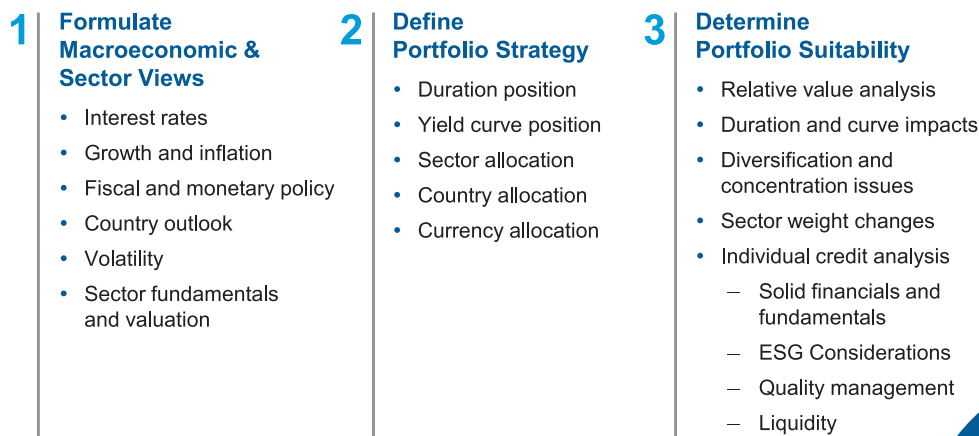 1
Formulate
Macroeconomic &
Sector Views
• Interest rates
• Growth and inflation
• Fiscal and monetary policy
• Country outlook
• Volatility
• Sector fundamentals
and valuation
2
Define
Portfolio Strategy
• Duration position
• Yield curve position
• Sector allocation
• Country allocation
• Currency allocation
3
Determine
Portfolio Suitability
• Relative value analysis
• Duration and curve impacts
• Diversification and
concentration issues
• Sector weight changes
• Individual credit analysis
– Solid financials and
fundamentals
– ESG Considerations
– Quality management
– Liquidity